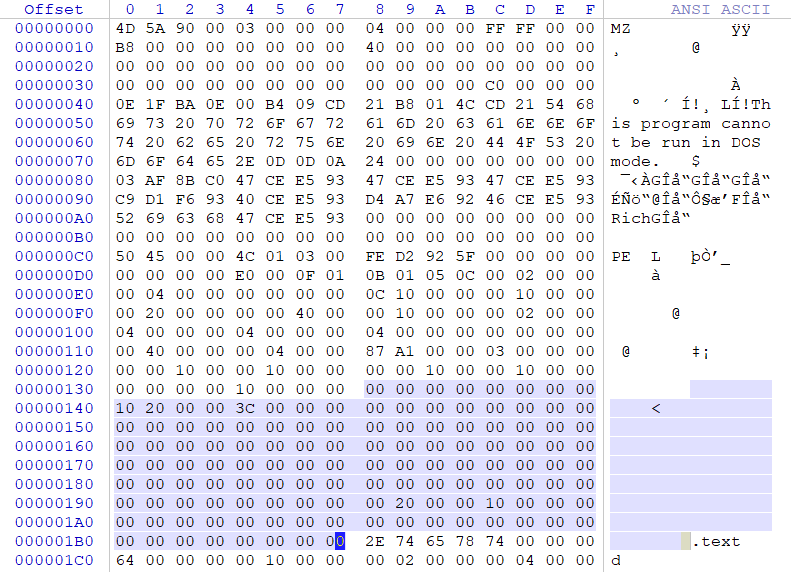 Offset 0 1 2 3 4 5 6 7 8 9 A B C D E F ANSI ASCII
00000000 4D 5A 90 00 03 00 00 00 04 00 00 00 FF FF 00 00 MZ ÿÿ
00000010 B8 00 00 00 00 00 00 00 40 00 00 00 00 00 00 00 ¸ @
00000020 00 00 00 00 00 00 00 00 00 00 00 00 00 00 00 00
00000030 00 00 00 00 00 00 00 00 00 00 00 00 C0 00 00 00 À
00000040 0E 1F BA 0E 00 B4 09 CD 21 B8 01 4C CD 21 54 68 º ´ Í!¸ LÍ!Th
00000050 69 73 20 70 72 6F 67 72 61 6D 20 63 61 6E 6E 6F is program canno
00000060 74 20 62 65 20 72 75 6E 20 69 6E 20 44 4F 53 20 t be run in DOS
00000070 6D 6F 64 65 2E 0D 0D 0A 24 00 00 00 00 00 00 00 mode. $
00000080 03 AF 8B C0 47 CE E5 93 47 CE E5 93 47 CE E5 93 ¯‹ÀGÎå“GÎå“GÎå“
00000090 C9 D1 F6 93 40 CE E5 93 D4 A7 E6 92 46 CE E5 93 ÉÑö“@Îå“Ô§æ’FÎå“
000000A0 52 69 63 68 47 CE E5 93 00 00 00 00 00 00 00 00 RichGÎå“
000000B0 00 00 00 00 00 00 00 00 00 00 00 00 00 00 00 00
000000C0 50 45 00 00 4C 01 03 00 FE D2 92 5F 00 00 00 00 PE L þÒ’_
000000D0 00 00 00 00 E0 00 0F 01 0B 01 05 0C 00 02 00 00 à
000000E0 00 04 00 00 00 00 00 00 0C 10 00 00 00 10 00 00
000000F0 00 20 00 00 00 00 40 00 00 10 00 00 00 02 00 00 @
00000100 04 00 00 00 04 00 00 00 04 00 00 00 00 00 00 00
00000110 00 40 00 00 00 04 00 00 87 A1 00 00 03 00 00 00 @ ‡¡
00000120 00 00 10 00 00 10 00 00 00 00 10 00 00 10 00 00
00000130 00 00 00 00 10 00 00 00 00 00 00 00 00 00 00 00
00000140 10 20 00 00 3C 00 00 00 00 00 00 00 00 00 00 00 <
00000150 00 00 00 00 00 00 00 00 00 00 00 00 00 00 00 00
00000160 00 00 00 00 00 00 00 00 00 00 00 00 00 00 00 00
00000170 00 00 00 00 00 00 00 00 00 00 00 00 00 00 00 00
00000180 00 00 00 00 00 00 00 00 00 00 00 00 00 00 00 00
00000190 00 00 00 00 00 00 00 00 00 20 00 00 10 00 00 00
000001A0 00 00 00 00 00 00 00 00 00 00 00 00 00 00 00 00
000001B0 00 00 00 00 00 00 00 00 2E 74 65 78 74 00 00 00 .text
000001C0 64 00 00 00 00 10 00 00 00 02 00 00 00 04 00 00 d